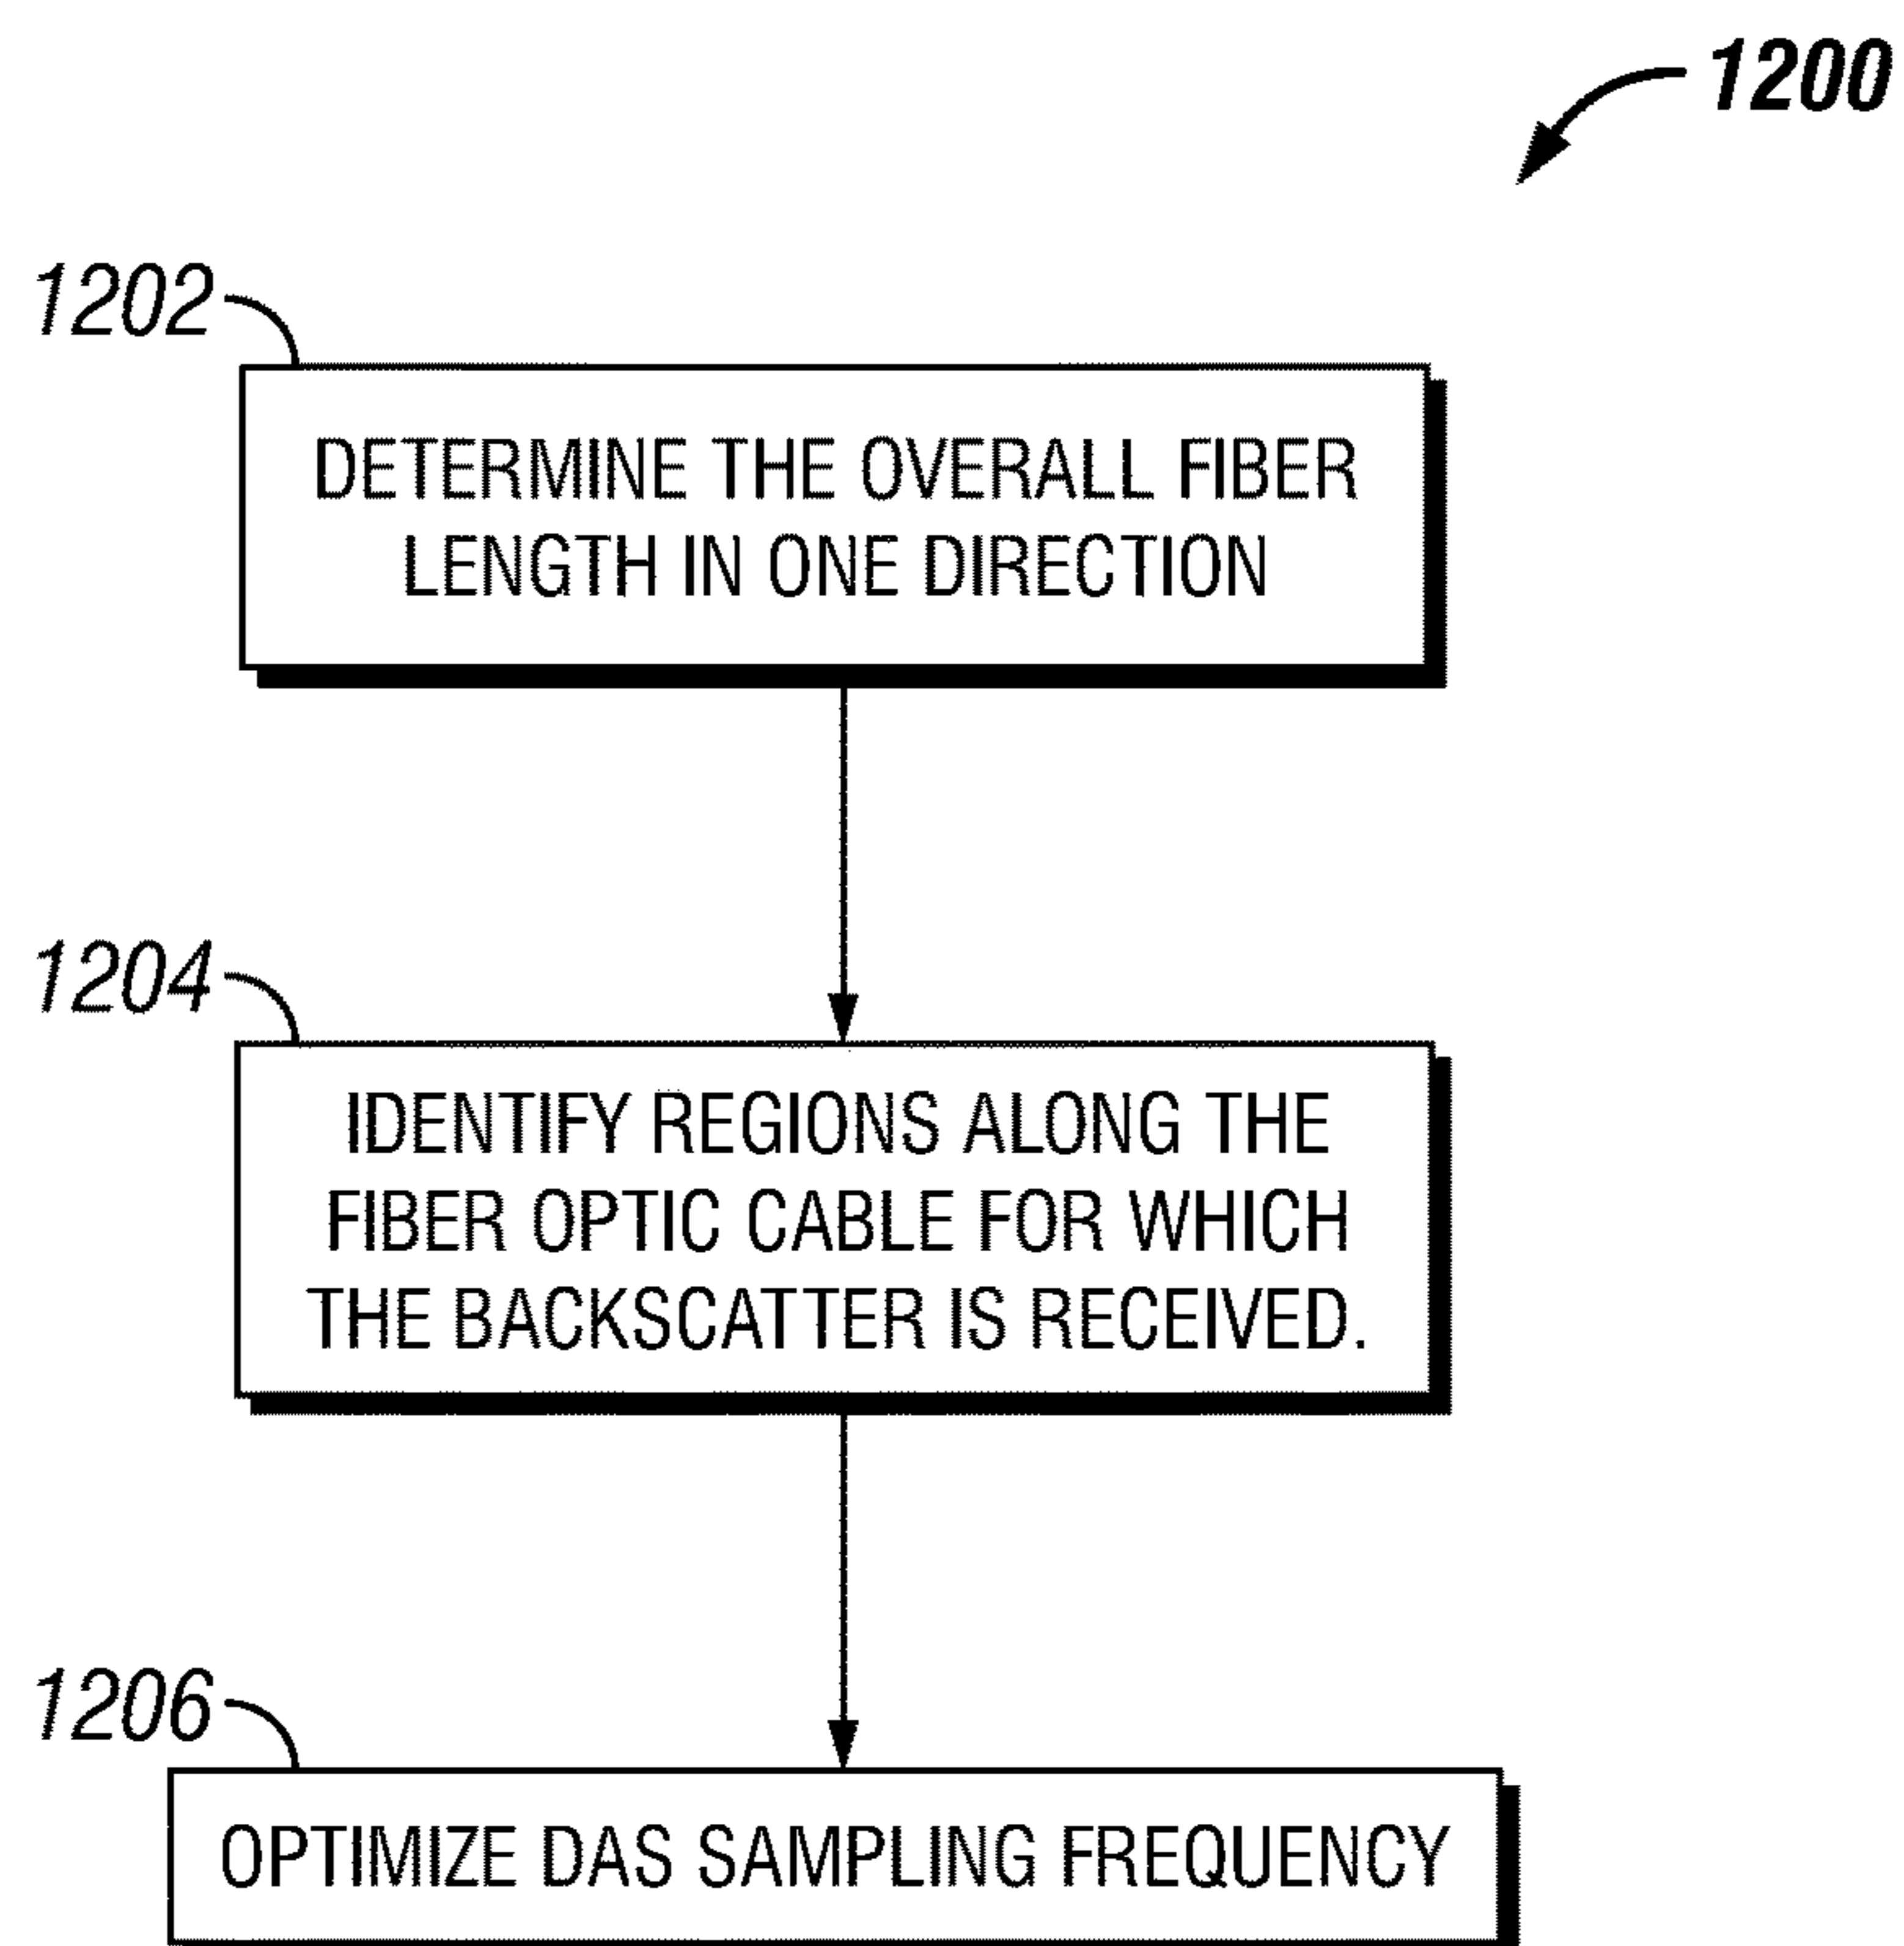 1200
1202
DETERMINE THE OVERALL FIBER
LENGTH IN ONE DIRECTION
1204
IDENTIFY REGIONS ALONG THE
FIBER OPTIC CABLE FOR WHICH
THE BACKSCATTER IS RECEIVED.
1206
OPTIMIZE DAS SAMPLING FREQUENCY